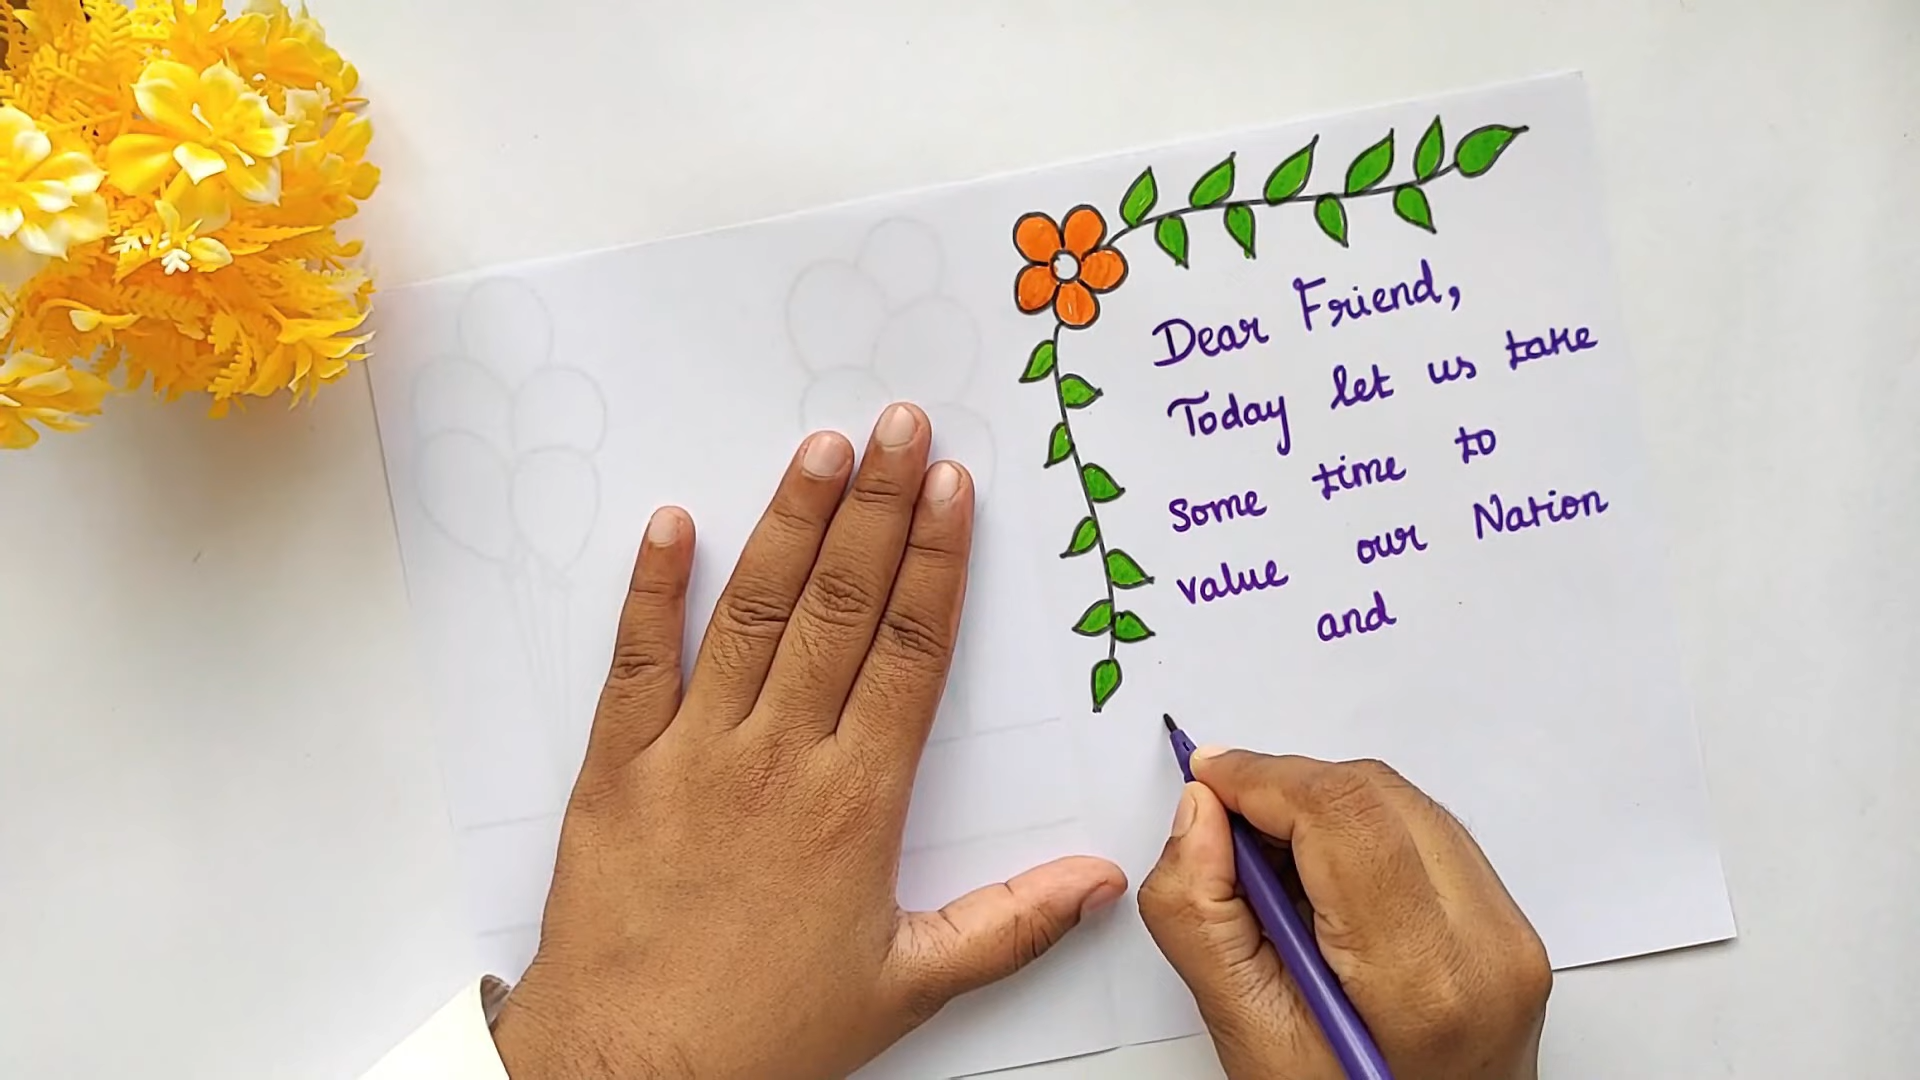 Dear Friend,
Today let us take
some time to
value our Nation
and